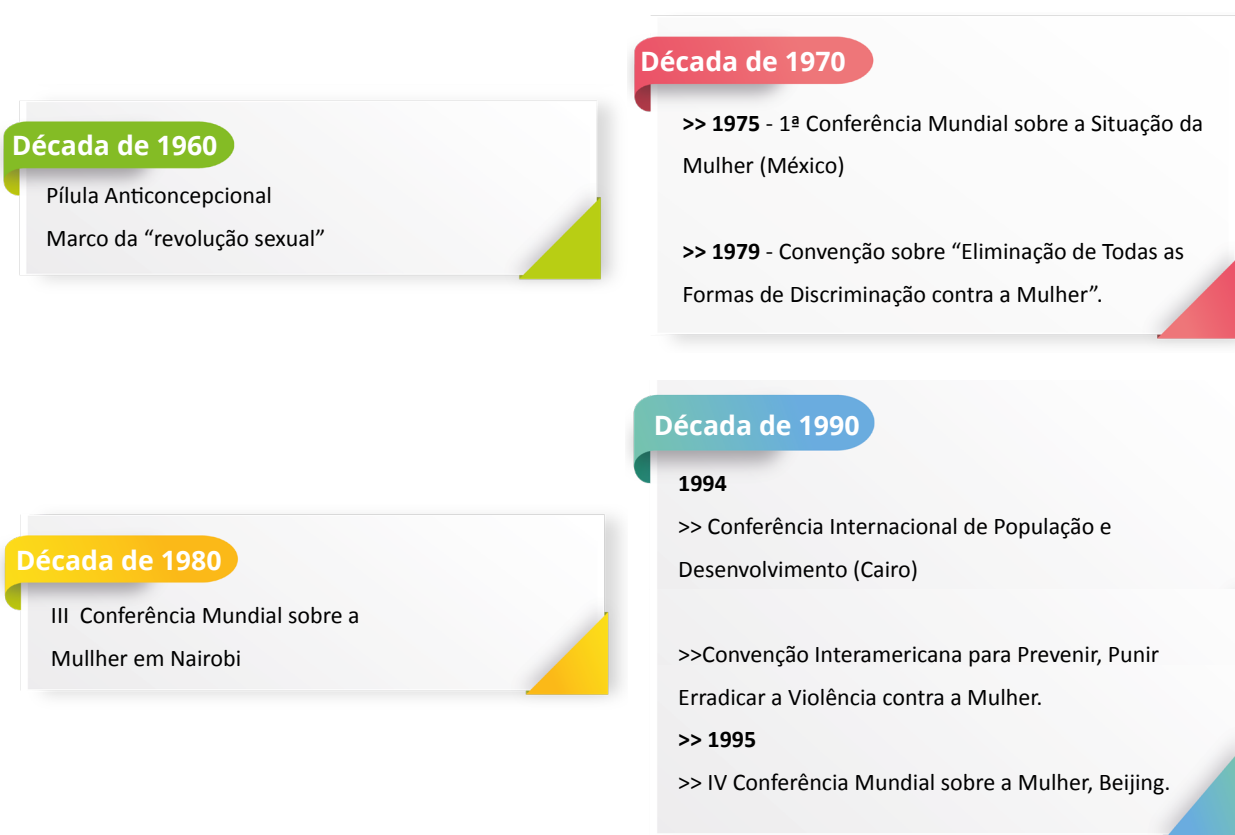 Década de 1960
Pílula Anticoncepcional
Marco da “revolução sexual”
Década de 1970
>> 1975 - 1ª Conferência Mundial sobre a Situação da
Mulher (México)
>> 1979 - Convenção sobre “Eliminação de Todas as
Formas de Discriminação contra a Mulher”.
Década de 1980
III Conferência Mundial sobre a
Mullher em Nairobi
Década de 1990
1994
>> Conferência Internacional de População e
Desenvolvimento (Cairo)
>>Convenção Interamericana para Prevenir, Punir
Erradicar a Violência contra a Mulher.
>> 1995
>> IV Conferência Mundial sobre a Mulher, Beijing.